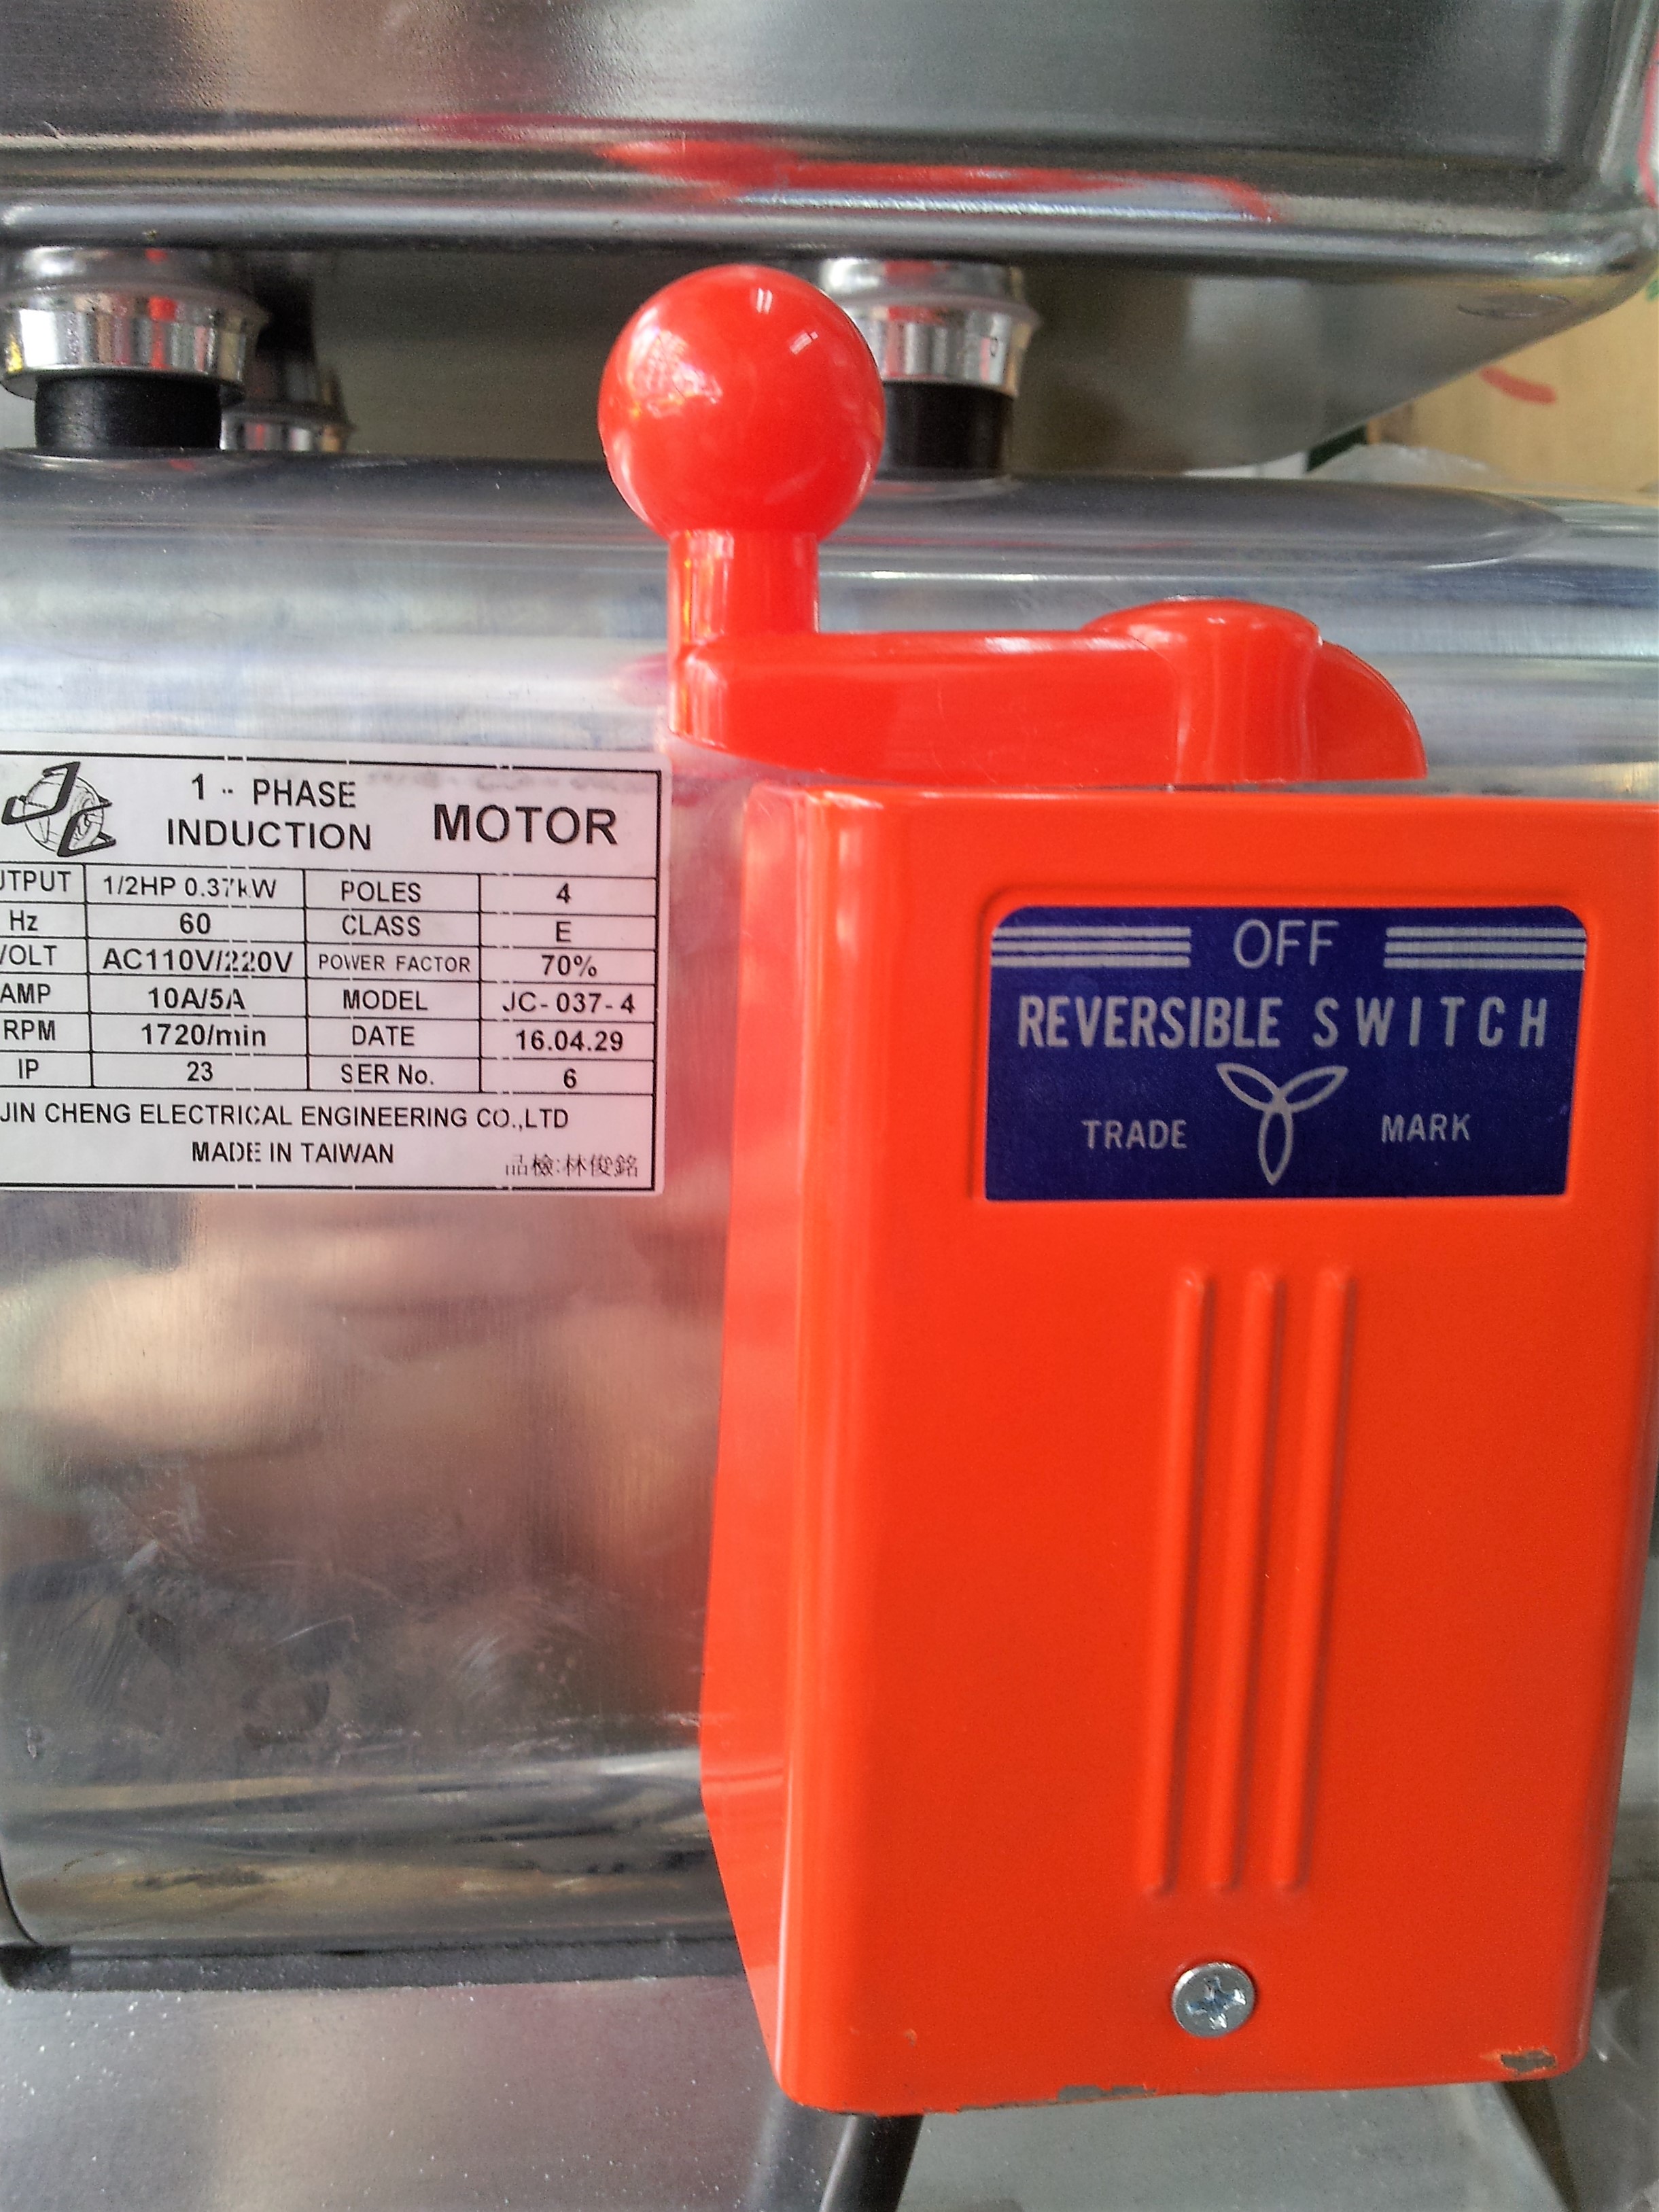 1 - PHASE
INDUCTION MOTOR
UTPUT 1/2HP 0.37kW POLES 4
Hz 60 CLASS E
VOLT AC110V/220V POWER FACTOR 70%
AMP 10A/5A MODEL JC-037-4
RPM 1720/min DATE 16.04.29
IP 23 SER No. 6
JIN CHENG ELECTRICAL ENGINEERING CO.,LTD
MADE IN TAIWAN
品檢:林俊銘
OFF
REVERSIBLE SWITCH
TRADE MARK